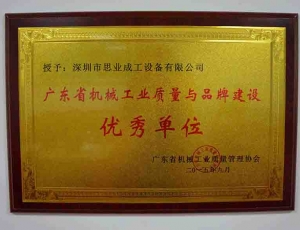 授予：深圳市思业成工设备有限公司
广东省机械工业质量与品牌建设
优秀单位
广东省机械工业质量管理协会
二〇一五年九月